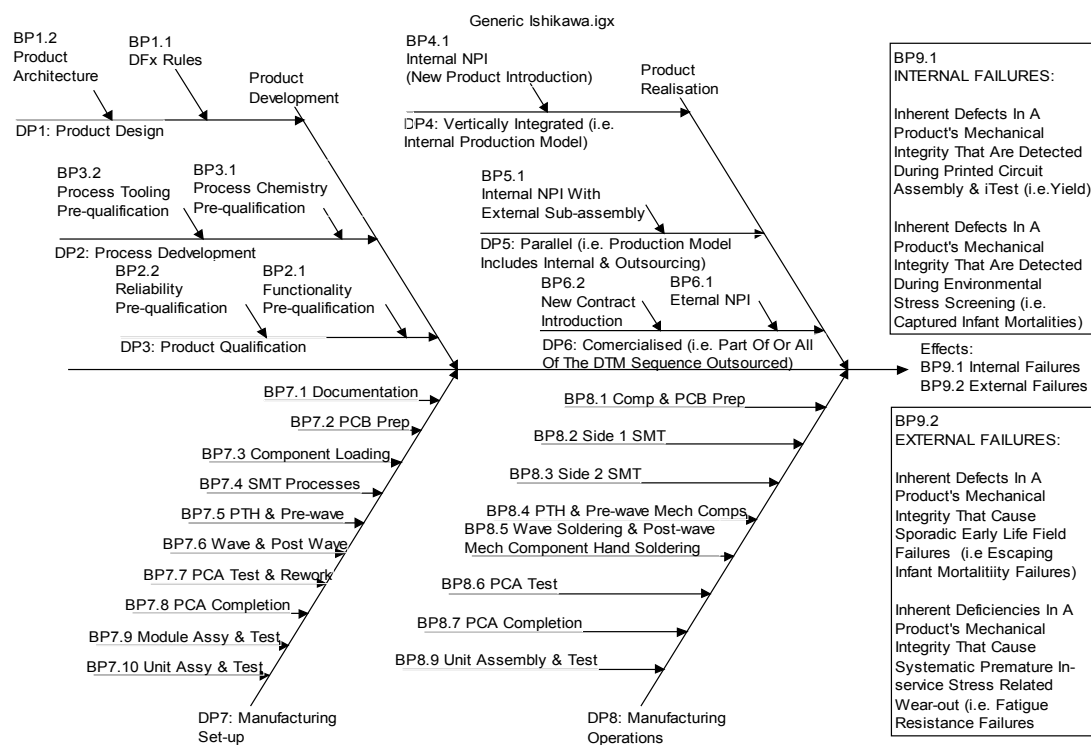 Generic Ishikawa.igx
BP1.2
Product
Architecture
BP1.1
DFx Rules
Product
Development
DP1: Product Design
BP3.2
Process Tooling
Pre-qualification
BP3.1
Process Chemistry
Pre-qualification
DP2: Process Dedvelopment
BP2.2
Reliability
Pre-qualification
BP2.1
Functionality
Pre-qualification
DP3: Product Qualification
BP4.1
Internal NPI
(New Product Introduction)
Product
Realisation
DP4: Vertically Integrated (i.e.
Internal Production Model)
BP5.1
Internal NPI With
External Sub-assembly
DP5: Parallel (i.e. Production Model
Includes Internal & Outsourcing)
BP6.2
New Contract
Introduction
BP6.1
Eternal NPI
DP6: Comercialised (i.e. Part Of Or All
Of The DTM Sequence Outsourced)
BP9.1
INTERNAL FAILURES:
Inherent Defects In A
Product's Mechanical
Integrity That Are Detected
During Printed Circuit
Assembly & iTest (i.e.Yield)
Inherent Defects In A
Product's Mechanical
Integrity That Are Detected
During Environmental
Stress Screening (i.e.
Captured Infant Mortalities)
Effects:
BP9.1 Internal Failures
BP9.2 External Failures
BP7.1 Documentation
BP7.2 PCB Prep
BP7.3 Component Loading
BP7.4 SMT Processes
BP7.5 PTH & Pre-wave
BP7.6 Wave & Post Wave
BP7.7 PCA Test & Rework
BP7.8 PCA Completion
BP7.9 Module Assy & Test
BP7.10 Unit Assy & Test
DP7: Manufacturing
Set-up
BP8.1 Comp & PCB Prep
BP8.2 Side 1 SMT
BP8.3 Side 2 SMT
BP8.4 PTH & Pre-wave Mech Comps
BP8.5 Wave Soldering & Post-wave
Mech Component Hand Soldering
BP8.6 PCA Test
BP8.7 PCA Completion
BP8.9 Unit Assembly & Test
DP8: Manufacturing
Operations
BP9.2
EXTERNAL FAILURES:
Inherent Defects In A
Product's Mechanical
Integrity That Cause
Sporadic Early Life Field
Failures (i.e Escaping
Infant Mortalitiity Failures)
Inherent Deficiencies In A
Product's Mechanical
Integrity That Cause
Systematic Premature In-
service Stress Related
Wear-out (i.e. Fatigue
Resistance Failures